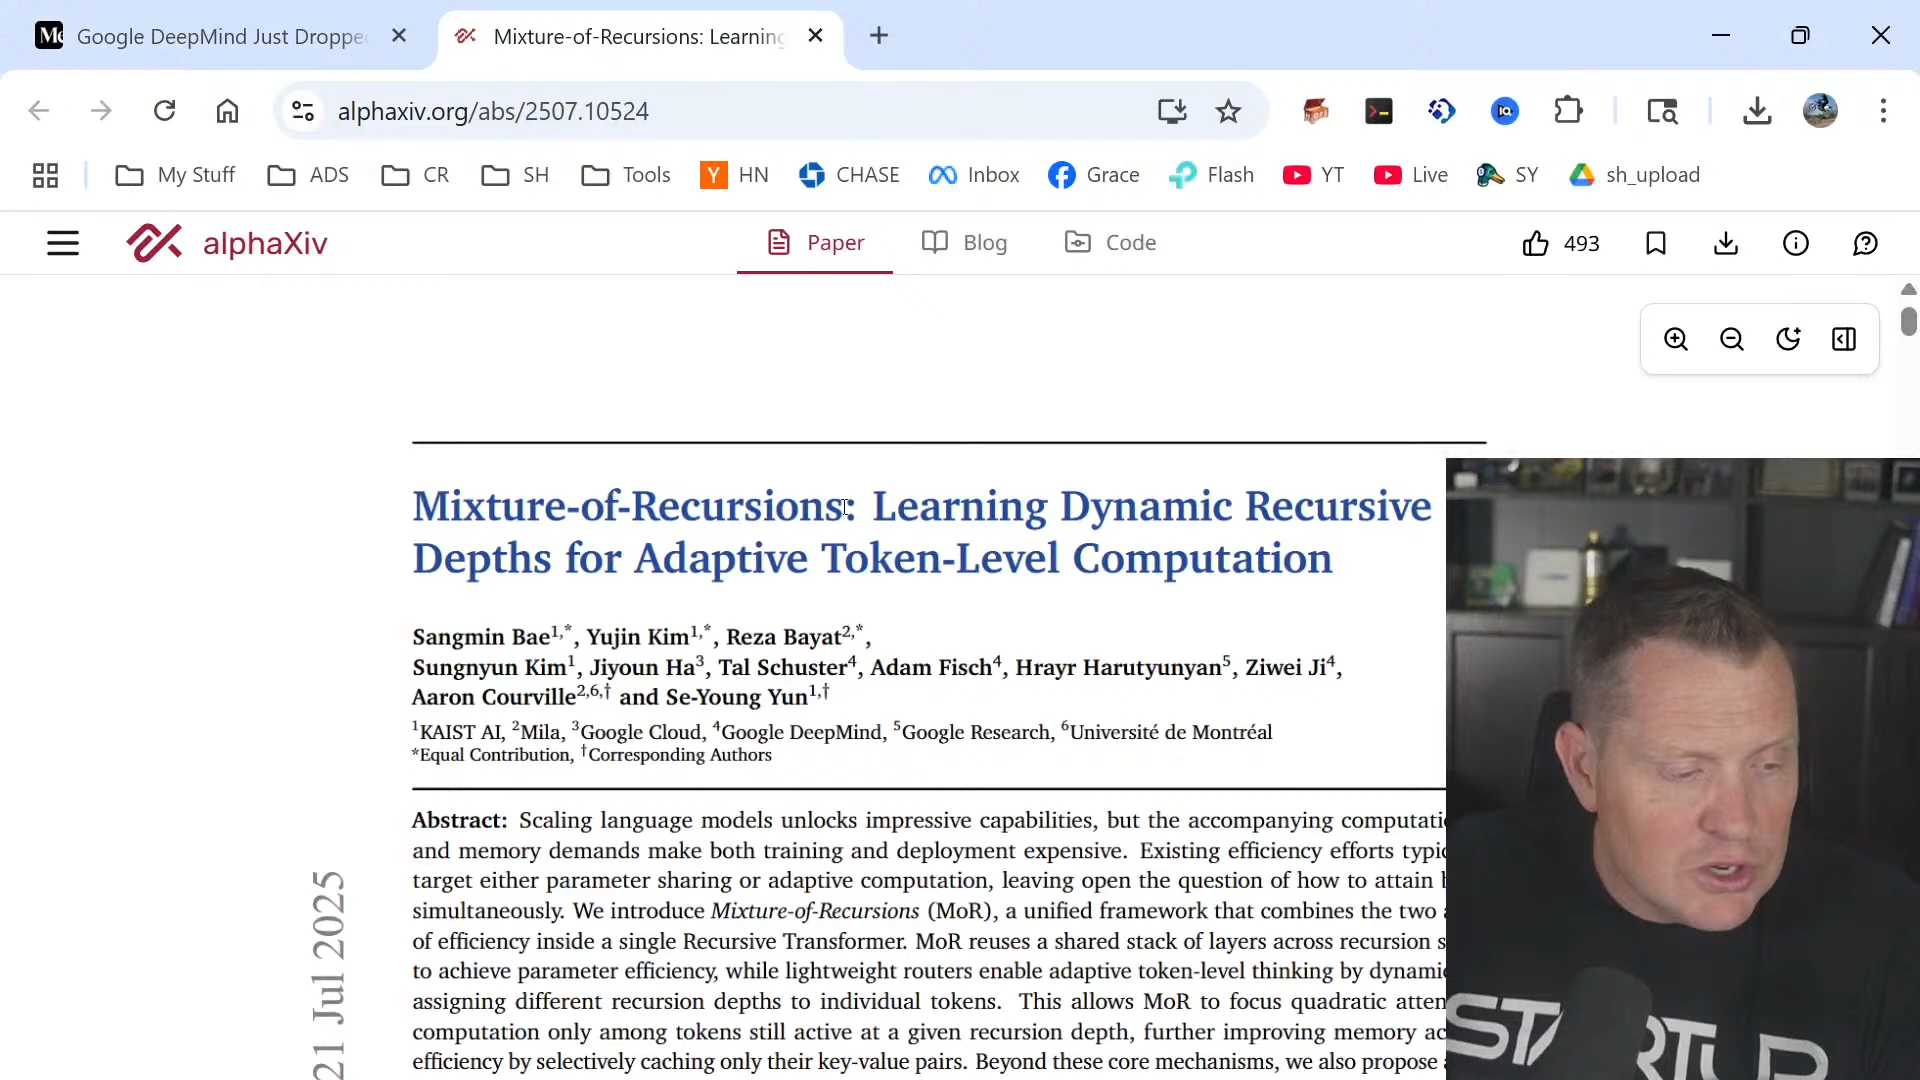 Google DeepMind Just Droppe
Mixture-of-Recursions: Learning
alphaxiv.org/abs/2507.10524
My Stuff
ADS
CR
SH
Tools
HN
CHASE
Inbox
Grace
Flash
YT
Live
SY
sh_upload
alphaXiv
Paper
Blog
Code
493
Mixture-of-Recursions: Learning Dynamic Recursive
Depths for Adaptive Token-Level Computation
Sangmin Bae1,*, Yujin Kim1,*, Reza Bayat2,*,
Sungnyun Kim1, Jiyoun Ha3, Tal Schuster4, Adam Fisch4, Hrayr Harutyunyan5, Ziwei Ji4,
Aaron Courville2,6,† and Se-Young Yun1,†
1KAIST AI, 2Mila, 3Google Cloud, 4Google DeepMind, 5Google Research, 6Université de Montréal
*Equal Contribution, †Corresponding Authors
Abstract: Scaling language models unlocks impressive capabilities, but the accompanying computati
and memory demands make both training and deployment expensive. Existing efficiency efforts typic
target either parameter sharing or adaptive computation, leaving open the question of how to attain
simultaneously. We introduce Mixture-of-Recursions (MoR), a unified framework that combines the two
of efficiency inside a single Recursive Transformer. MoR reuses a shared stack of layers across recursion s
to achieve parameter efficiency, while lightweight routers enable adaptive token-level thinking by dynamic
assigning different recursion depths to individual tokens. This allows MoR to focus quadratic atten
computation only among tokens still active at a given recursion depth, further improving memory ac
efficiency by selectively caching only their key-value pairs. Beyond these core mechanisms, we also propose
21 Jul 2025